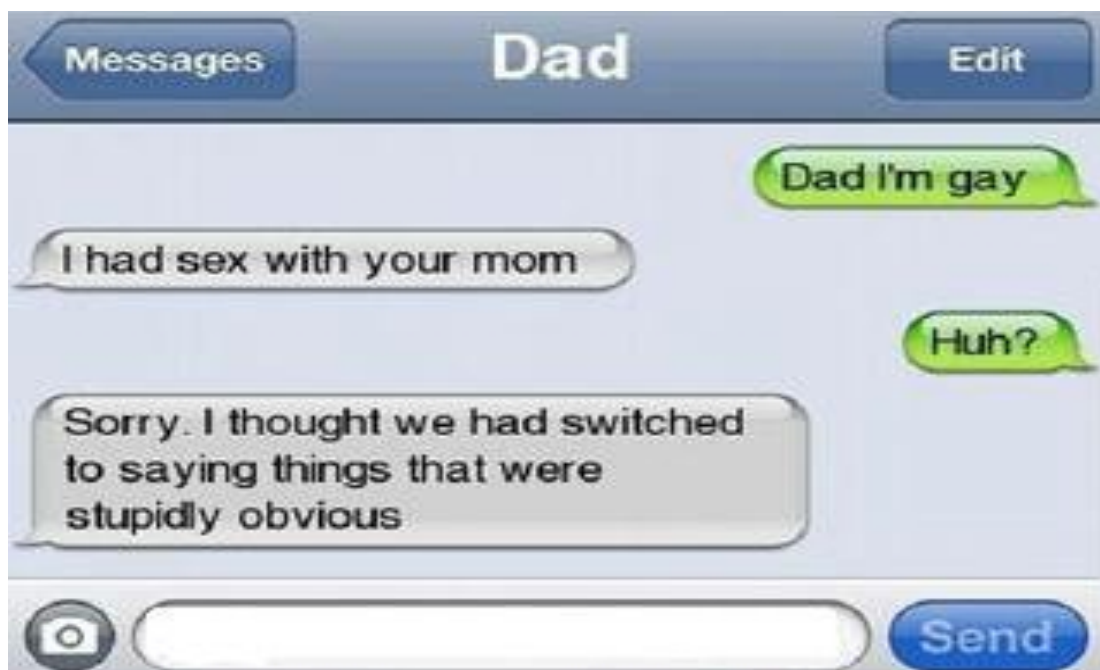 Messages Dad Edit
Dad I'm gay
I had sex with your mom
Huh?
Sorry. I thought we had switched
to saying things that were
stupidly obvious
Send